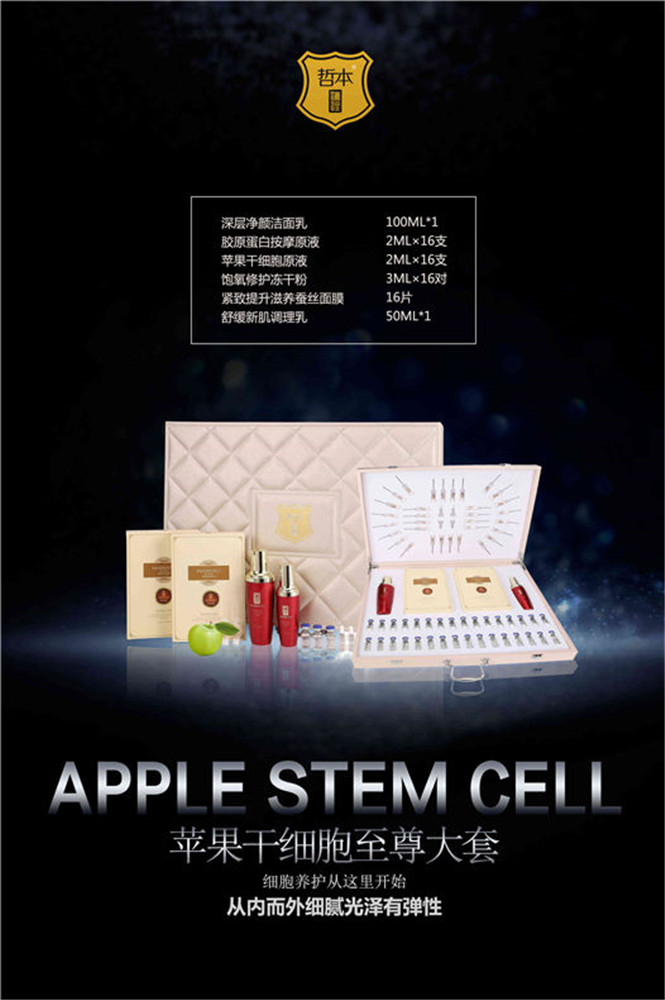 哲本
深层净颜洁面乳 100ML*1
胶原蛋白按摩原液 2ML×16支
苹果干细胞原液 2ML×16支
饱氧修护冻干粉 3ML×16对
紧致提升滋养蚕丝面膜 16片
舒缓新肌调理乳 50ML*1
APPLE STEM CELL
苹果干细胞至尊大套
细胞养护从这里开始
从内而外细腻光泽有弹性